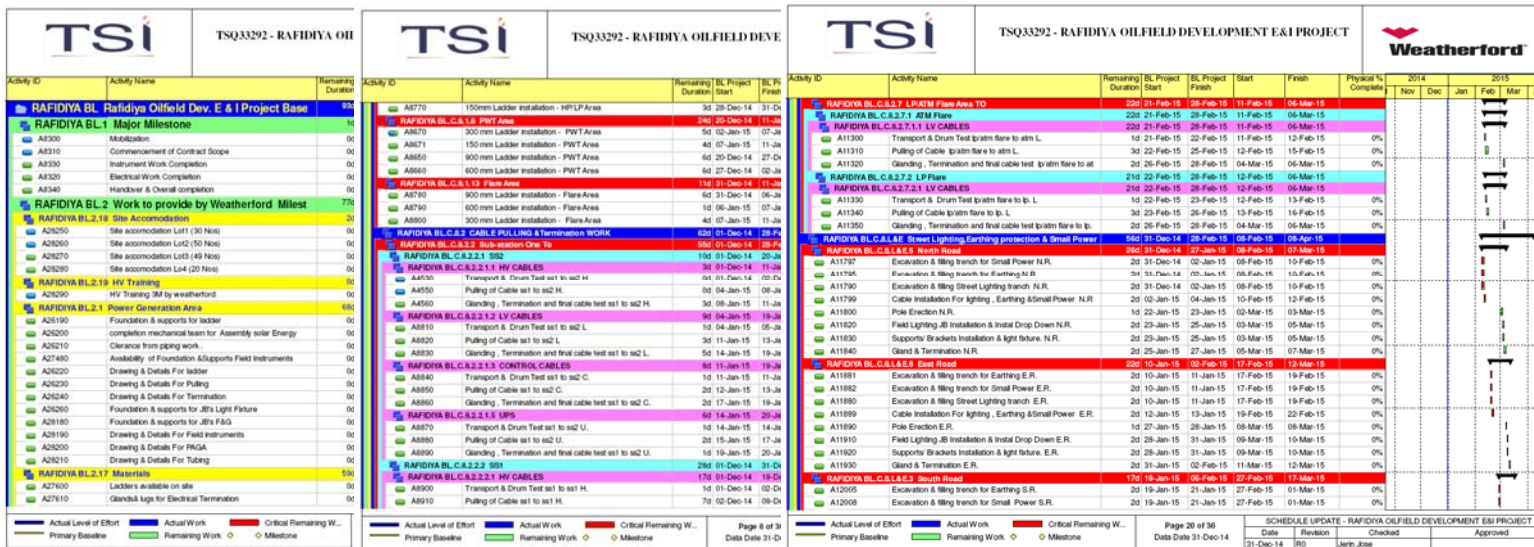 TSI
TSQ33292 - RAFIDIYA OIL
Activity ID Activity Name Remaining Duration
RAFIDIYA BL Rafidiya Oilfield Dev. E & I Project Base 93d
RAFIDIYA BL.1 Major Milestone
A8300 Mobilization
A8310 Commencement of Contract Scope
A8330 Instrument Work Completion
A8320 Electrical Work Completion
A8340 Handover & Overall completion
RAFIDIYA BL.2 Work to provide by Weatherford Milest 77d
RAFIDIYA BL.2.18 Site Accomodation
A28250 Site accomodation Lot1 (30 Nos)
A28260 Site accomodation Lot2 (50 Nos)
A28270 Site accomodation Lot3 (49 Nos)
A28280 Site accomodation Lo4 (20 Nos)
RAFIDIYA BL.2.19 HV Training
A28290 HV Training 3M by weatherford
RAFIDIYA BL.2.1 Power Generation Area
A26190 Foundation & supports for ladder
A26200 completion mechanical team for Assembly solar Energy
A26210 Clerance from piping work .
A27480 Availability of Foundation &Supports Field Instruments
A26220 Drawing & Details For ladder
A26230 Drawing & Details For Pulling
A26240 Drawing & Details For Termination
A26260 Foundation & supports for JB's Light Fixture
A28180 Foundation & supports for JB's F&G
A28190 Drawing & Details For Field instruments
A28200 Drawing & Details For PAGA
A28210 Drawing & Details For Tubing
RAFIDIYA BL.2.17 Materials
A27600 Ladders available on site
A27610 Glands& lugs for Electrical Termination
Actual Level of Effort Actual Work Critical Remaining W...
Primary Baseline Remaining Work Milestone
TSI
TSQ33292 - RAFIDIYA OILFIELD DEVE
Activity ID Activity Name Remaining Duration BL Project Start
A8770 150mm Ladder installation - HP/LP Area 3d 28-Dec-14
RAFIDIYA BL.C.8.1.8 PWT Area 24d 20-Dec-14
A8670 300 mm Ladder installation - PWT Area 5d 02-Jan-15
A8671 150 mm Ladder installation - PWT Area 4d 07-Jan-15
A8650 900 mm Ladder installation - PWT Area 6d 20-Dec-14
A8660 600 mm Ladder installation - PWT Area 6d 27-Dec-14
RAFIDIYA BL.C.8.1.13 Flare Area 11d 31-Dec-14
A8780 900 mm Ladder installation - Flare Area 6d 31-Dec-14
A8790 600 mm Ladder installation - Flare Area 1d 06-Jan-15
A8800 300 mm Ladder installation - Flare Area 4d 07-Jan-15
RAFIDIYA BL.C.8.2 CABLE PULLING &Termination WORK 62d 01-Dec-14
RAFIDIYA BL.C.8.2.2 Sub-station One To 55d 01-Dec-14
RAFIDIYA BL.C.8.2.2.1 SS2 10d 01-Dec-14
RAFIDIYA BL.C.8.2.2.1.1 HV CABLES 3d 01-Dec-14
A4530 Transport & Drum Test ss1 to ss2 H. 0d 01-Dec-14
A4550 Pulling of Cable ss1 to ss2 H. 0d 04-Jan-15
A4560 Glanding , Termination and final cable test ss1 to ss2 H. 3d 08-Jan-15
RAFIDIYA BL.C.8.2.2.1.2 LV CABLES 9d 04-Jan-15
A8810 Transport & Drum Test ss1 to ss2 L 1d 04-Jan-15
A8820 Pulling of Cable ss1 to ss2 L 3d 11-Jan-15
A8830 Glanding , Termination and final cable test ss1 to ss2 L. 5d 14-Jan-15
RAFIDIYA BL.C.8.2.2.1.3 CONTROL CABLES 9d 11-Jan-15
A8840 Transport & Drum Test ss1 to ss2 C. 1d 11-Jan-15
A8850 Pulling of Cable ss1 to ss2 C. 2d 12-Jan-15
A8860 Glanding , Termination and final cable test ss1 to ss2 C. 2d 17-Jan-15
RAFIDIYA BL.C.8.2.2.1.5 UPS 6d 14-Jan-15
A8870 Transport & Drum Test ss1 to ss2 U. 1d 14-Jan-15
A8880 Pulling of Cable ss1 to ss2 U. 2d 15-Jan-15
A8890 Glanding , Termination and final cable test ss1 to ss2 U. 1d 19-Jan-15
RAFIDIYA BL.C.8.2.2.2 SS1 28d 01-Dec-14
RAFIDIYA BL.C.8.2.2.2.1 HV CABLES 17d 01-Dec-14
A8900 Transport & Drum Test ss1 to ss1 H. 1d 01-Dec-14
A8910 Pulling of Cable ss1 to ss1 H. 7d 02-Dec-14
Actual Level of Effort Actual Work Critical Remaining W...
Primary Baseline Remaining Work Milestone
Page 6 of 3
Data Date 31-D
TSI
TSQ33292 - RAFIDIYA OILFIELD DEVELOPMENT E&I PROJECT
Weatherford
Activity ID Activity Name Remaining Duration BL Project Start BL Project Finish Start Finish Physical % Complete 2014 2015
Nov Dec Jan Feb Mar
RAFIDIYA BL.C.8.2.7 LP/ATM Flare Area TO 22d 21-Feb-15 28-Feb-15 11-Feb-15 06-Mar-15
RAFIDIYA BL.C.8.2.7.1 ATM Flare 22d 21-Feb-15 28-Feb-15 11-Feb-15 06-Mar-15
RAFIDIYA BL.C.8.2.7.1.1 LV CABLES 22d 21-Feb-15 28-Feb-15 11-Feb-15 06-Mar-15
A11300 Transport & Drum Test lp/atm flare to atm L. 1d 21-Feb-15 22-Feb-15 11-Feb-15 12-Feb-15 0%
A11310 Pulling of Cable lp/atm flare to atm L. 3d 22-Feb-15 25-Feb-15 12-Feb-15 15-Feb-15 0%
A11320 Glanding , Termination and final cable test lp/atm flare to at 2d 26-Feb-15 28-Feb-15 04-Mar-15 06-Mar-15 0%
RAFIDIYA BL.C.8.2.7.2 LP Flare 21d 22-Feb-15 28-Feb-15 12-Feb-15 06-Mar-15
RAFIDIYA BL.C.8.2.7.2.1 LV CABLES 21d 22-Feb-15 28-Feb-15 12-Feb-15 06-Mar-15
A11330 Transport & Drum Test lp/atm flare to lp. L 1d 22-Feb-15 23-Feb-15 12-Feb-15 13-Feb-15 0%
A11340 Pulling of Cable lp/atm flare to lp. L 3d 23-Feb-15 26-Feb-15 13-Feb-15 16-Feb-15 0%
A11350 Glanding , Termination and final cable test lp/atm flare to lp. 2d 26-Feb-15 28-Feb-15 04-Mar-15 06-Mar-15 0%
RAFIDIYA BL.C.8.L&E Street Lighting,Earthing protection & Small Power 56d 31-Dec-14 28-Feb-15 08-Feb-15 08-Apr-15
RAFIDIYA BL.C.8.L&E.5 North Road 26d 31-Dec-14 27-Jan-15 08-Feb-15 07-Mar-15
A11797 Excavation & filling trench for Small Power N.R. 2d 31-Dec-14 02-Jan-15 08-Feb-15 10-Feb-15 0%
A11795 Excavation & filling trench for Earthing N.R. 2d 31-Dec-14 02-Jan-15 08-Feb-15 10-Feb-15 0%
A11790 Excavation & filling Street Lighting tranch N.R. 2d 31-Dec-14 02-Jan-15 08-Feb-15 10-Feb-15 0%
A11799 Cable Installation For lighting , Earthing &Small Power N.R 2d 02-Jan-15 04-Jan-15 10-Feb-15 12-Feb-15 0%
A11800 Pole Erection N.R. 1d 22-Jan-15 23-Jan-15 02-Mar-15 03-Mar-15 0%
A11820 Field Lighting JB Installation & Instal Drop Down N.R. 2d 23-Jan-15 25-Jan-15 03-Mar-15 05-Mar-15 0%
A11830 Supports/ Brackets Installation & light fixture. N.R. 2d 23-Jan-15 25-Jan-15 03-Mar-15 05-Mar-15 0%
A11840 Gland & Termination N.R. 2d 25-Jan-15 27-Jan-15 05-Mar-15 07-Mar-15 0%
RAFIDIYA BL.C.8.L&E.6 East Road 22d 10-Jan-15 02-Feb-15 17-Feb-15 12-Mar-15
A11881 Excavation & filling trench for Earthing E.R. 2d 10-Jan-15 11-Jan-15 17-Feb-15 19-Feb-15 0%
A11882 Excavation & filling trench for Small Power E.R. 2d 10-Jan-15 11-Jan-15 17-Feb-15 19-Feb-15 0%
A11880 Excavation & filling Street Lighting tranch E.R. 2d 10-Jan-15 11-Jan-15 17-Feb-15 19-Feb-15 0%
A11889 Cable Installation For lighting , Earthing &Small Power E.R. 2d 12-Jan-15 13-Jan-15 19-Feb-15 22-Feb-15 0%
A11890 Pole Erection E.R. 1d 27-Jan-15 28-Jan-15 08-Mar-15 08-Mar-15 0%
A11910 Field Lighting JB Installation & Instal Drop Down E.R. 2d 28-Jan-15 31-Jan-15 09-Mar-15 10-Mar-15 0%
A11920 Supports/ Brackets Installation & light fixture. E.R. 2d 28-Jan-15 31-Jan-15 09-Mar-15 10-Mar-15 0%
A11930 Gland & Termination E.R. 2d 31-Jan-15 02-Feb-15 11-Mar-15 12-Mar-15 0%
RAFIDIYA BL.C.8.L&E.3 South Road 17d 19-Jan-15 06-Feb-15 27-Feb-15 17-Mar-15
A12005 Excavation & filling trench for Earthing S.R. 2d 19-Jan-15 21-Jan-15 27-Feb-15 01-Mar-15 0%
A12008 Excavation & filling trench for Small Power S.R. 2d 19-Jan-15 21-Jan-15 27-Feb-15 01-Mar-15 0%
Actual Level of Effort Actual Work Critical Remaining W...
Primary Baseline Remaining Work Milestone
Page 20 of 36
Data Date 31-Dec-14
SCHEDULE UPDATE - RAFIDIYA OILFIELD DEVELOPMENT E&I PROJECT
Date Revision Checked Approved
31-Dec-14 R0 Jerin Jose